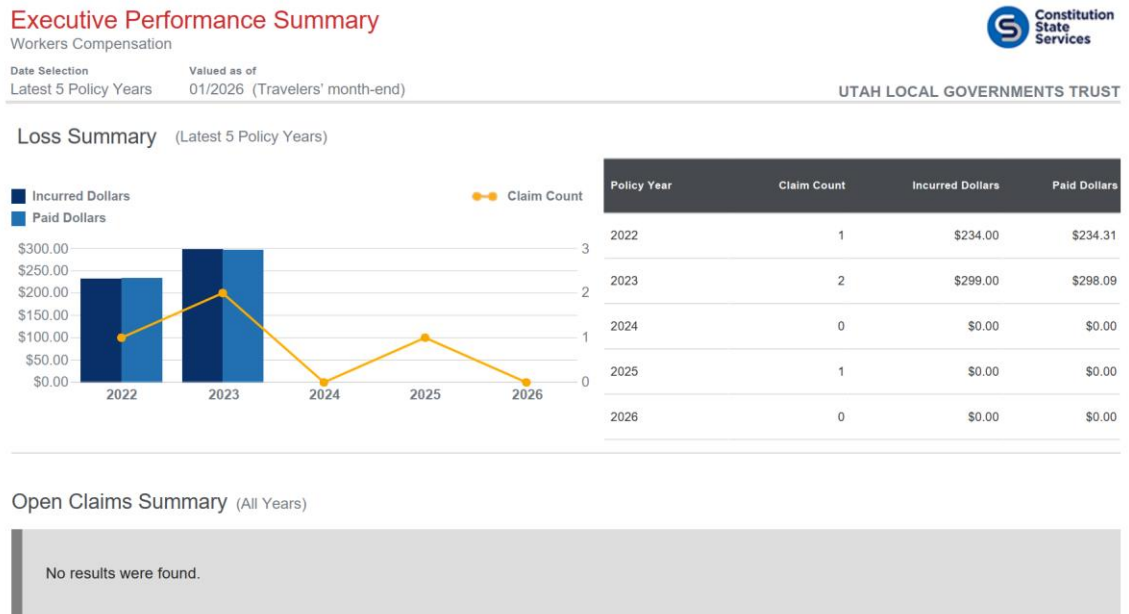 Executive Performance Summary
Workers Compensation
Constitution
State
Services
Date Selection Valued as of
Latest 5 Policy Years 01/2026 (Travelers' month-end)
UTAH LOCAL GOVERNMENTS TRUST
Loss Summary (Latest 5 Policy Years)
Incurred Dollars
Paid Dollars
Claim Count
$300.00 3
$250.00
$200.00 2
$150.00
$100.00 1
$50.00
$0.00 0
2022 2023 2024 2025 2026
Policy Year Claim Count Incurred Dollars Paid Dollars
2022 1 $234.00 $234.31
2023 2 $299.00 $298.09
2024 0 $0.00 $0.00
2025 1 $0.00 $0.00
2026 0 $0.00 $0.00
Open Claims Summary (All Years)
No results were found.